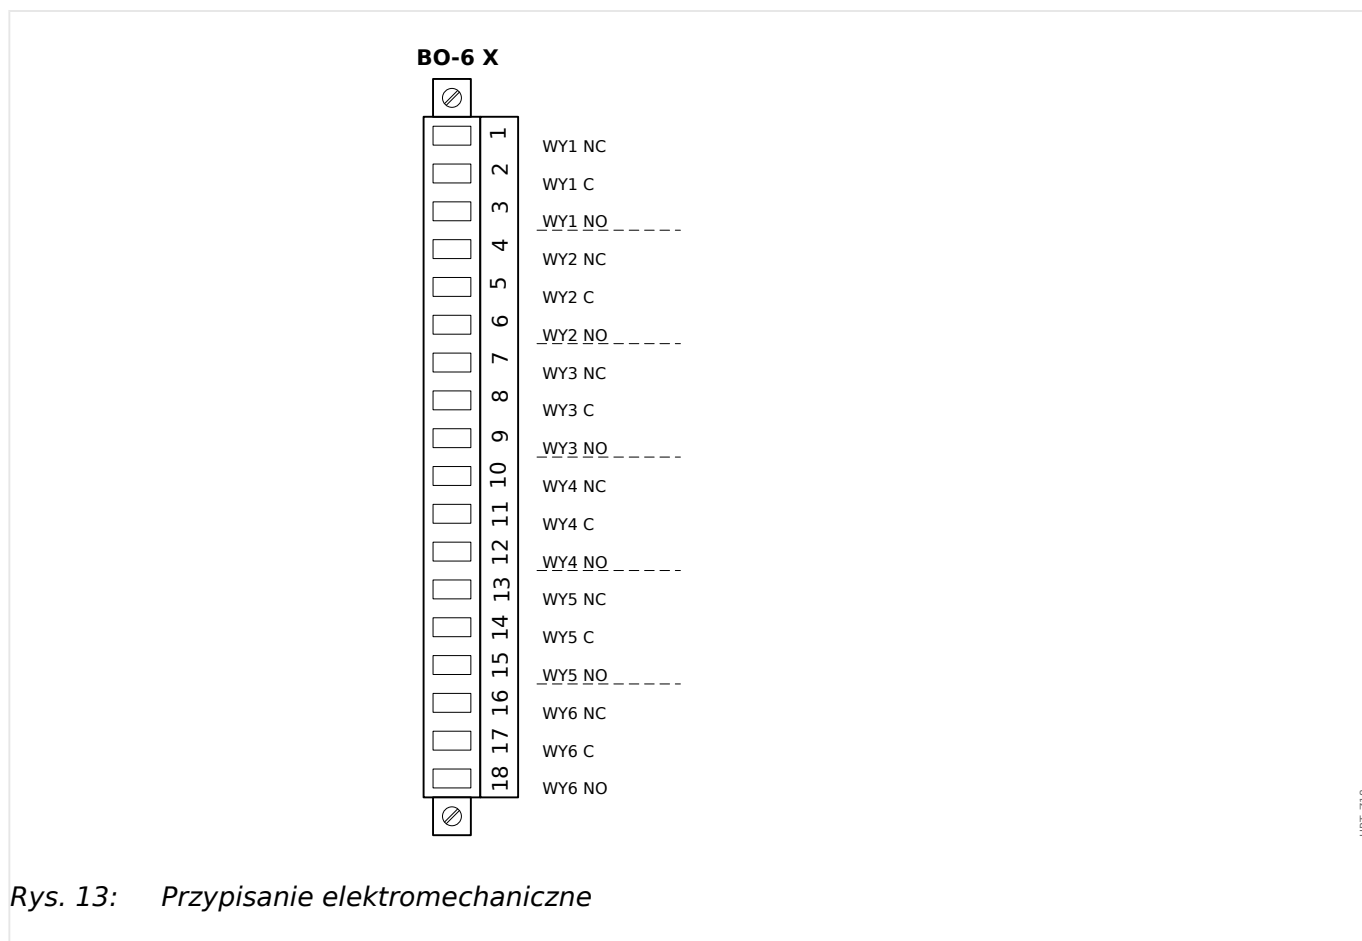 BO-6 X
1 WY1 NC
2 WY1 C
3 WY1 NO
4 WY2 NC
5 WY2 C
6 WY2 NO
7 WY3 NC
8 WY3 C
9 WY3 NO
10 WY4 NC
11 WY4 C
12 WY4 NO
13 WY5 NC
14 WY5 C
15 WY5 NO
16 WY6 NC
17 WY6 C
18 WY6 NO
Rys. 13: Przypisanie elektromechaniczne